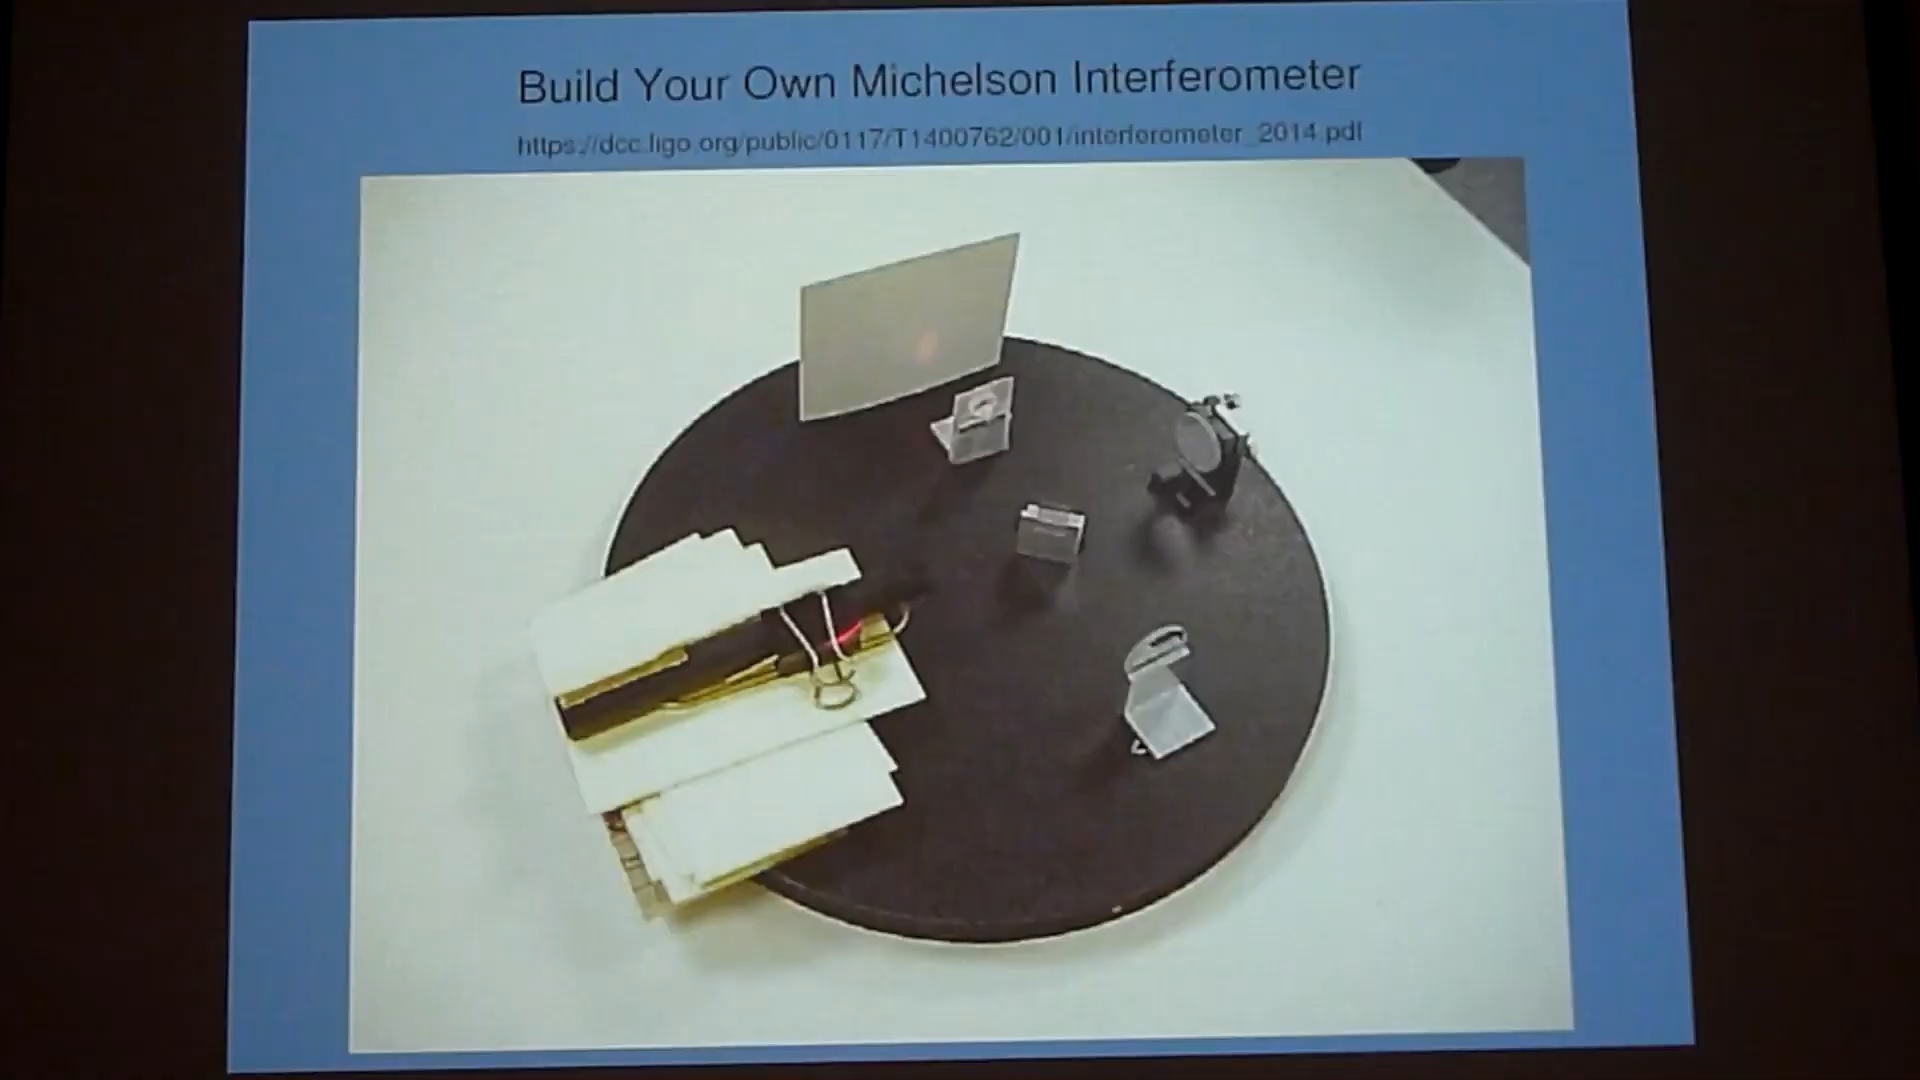 Build Your Own Michelson Interferometer
https://dcc.ligo.org/public/0117/T1400762/001/interferometer_2014.pdf